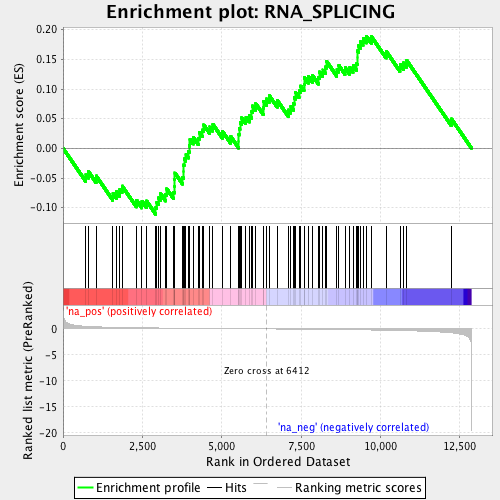 Enrichment plot: RNA_SPLICING
Enrichment score (ES)
0.20
0.15
0.10
0.05
0.00
-0.05
-0.10
'na_pos' (positively correlated)
Ranked list metric (PreRanked)
0
-5
-10
-15
-20
Zero cross at 6412
'na_neg' (negatively correlated)
0
2,500
5,000
7,500
10,000
12,500
Rank in Ordered Dataset
Enrichment profile
Hits
Ranking metric scores